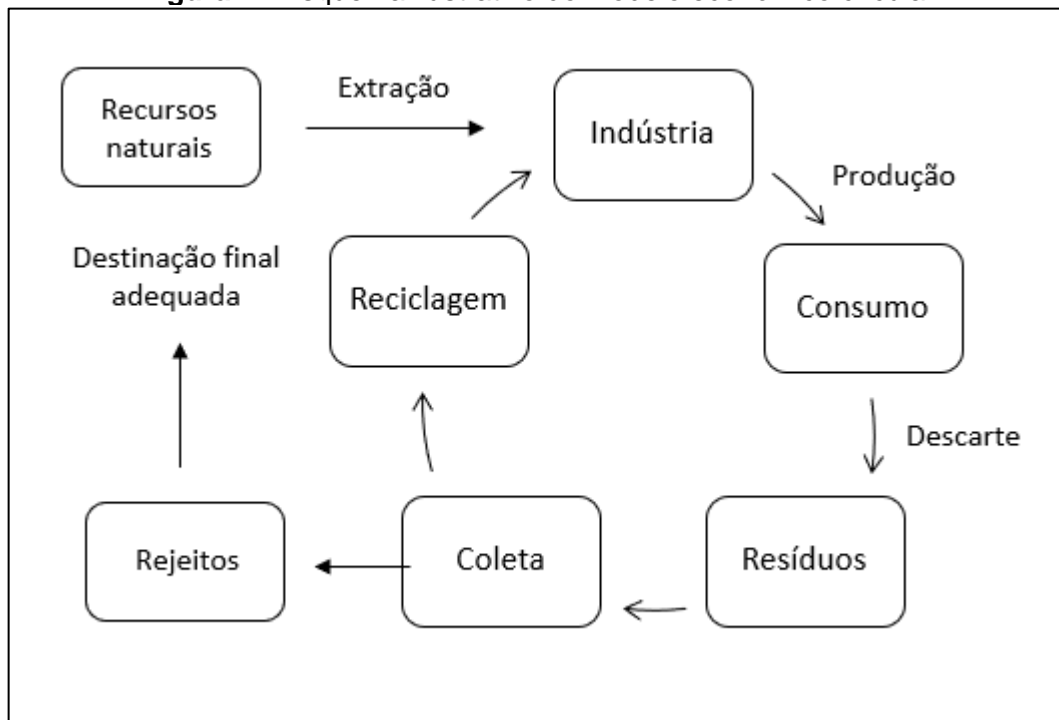 Recursos
naturais
Extração
Indústria
Produção
Destinação final
adequada
Reciclagem
Consumo
Descarte
Rejeitos
Coleta
Resíduos